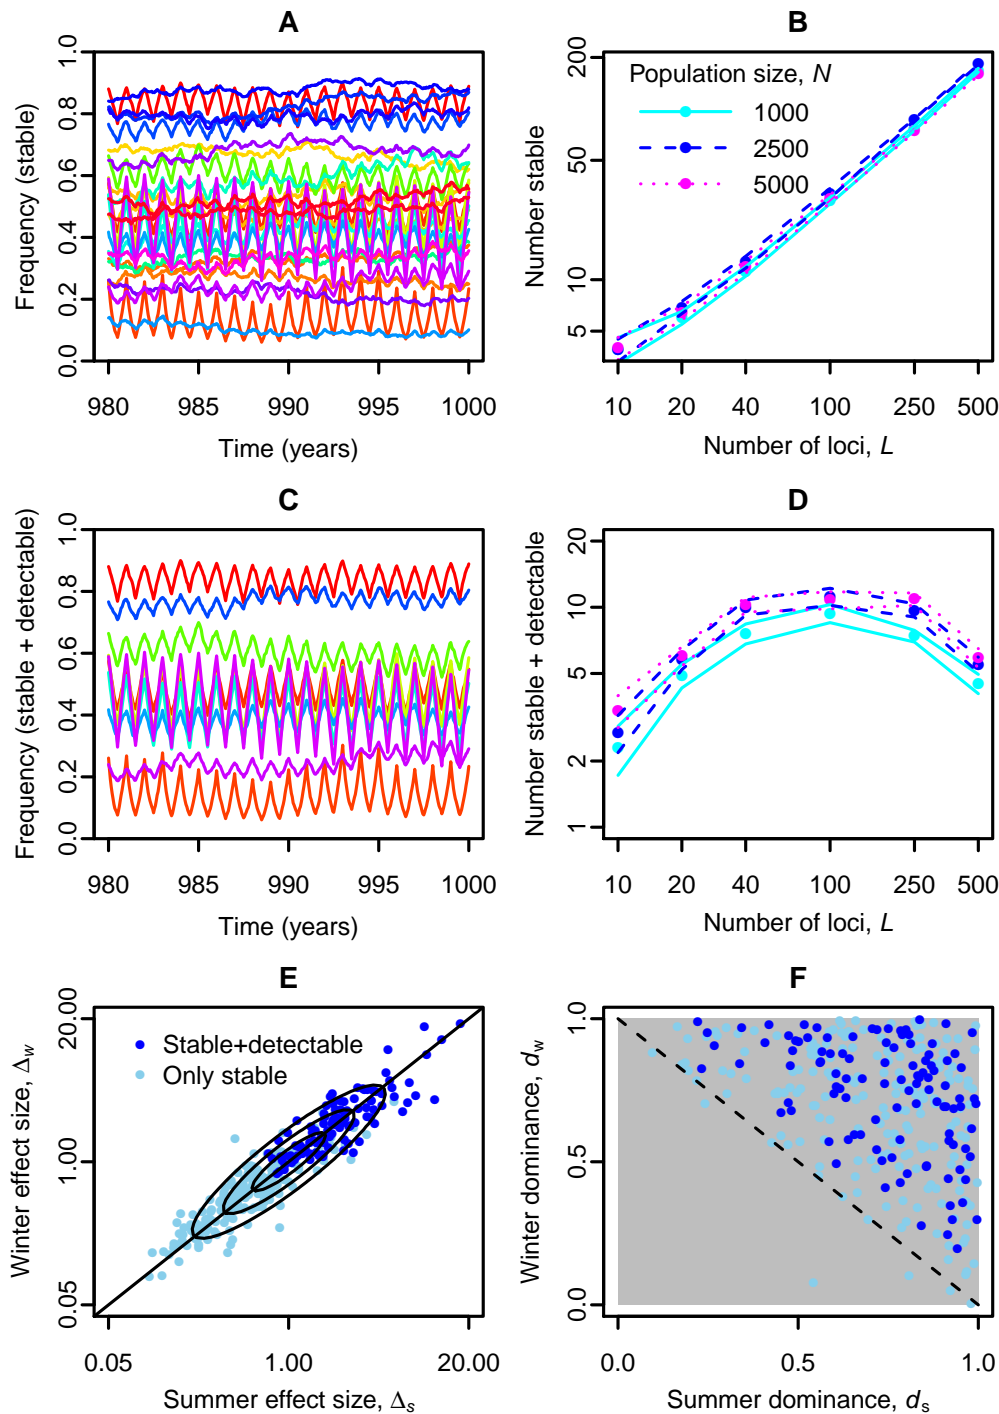 A
Frequency (stable)
0.0 0.2 0.4 0.6 0.8 1.0
980 985 990 995 1000
Time (years)
B
Number stable
5 10 50 200
Population size, N
1000
2500
5000
10 20 40 100 250 500
Number of loci, L
C
Frequency (stable + detectable)
0.0 0.2 0.4 0.6 0.8 1.0
980 985 990 995 1000
Time (years)
D
Number stable + detectable
1 2 5 10 20
10 20 40 100 250 500
Number of loci, L
E
Winter effect size, Δw
0.05 1.00 20.00
Stable+detectable
Only stable
0.05 1.00 20.00
Summer effect size, Δs
F
Winter dominance, dw
0.0 0.5 1.0
0.0 0.5 1.0
Summer dominance, ds